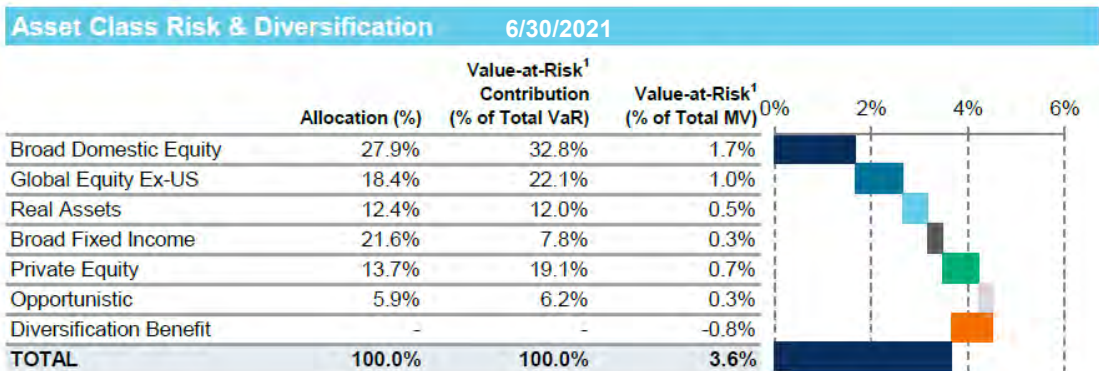 Asset Class Risk & Diversification 6/30/2021
Allocation (%) Value-at-Risk¹ Contribution (% of Total VaR) Value-at-Risk¹ (% of Total MV) 0% 2% 4% 6%
Broad Domestic Equity 27.9% 32.8% 1.7%
Global Equity Ex-US 18.4% 22.1% 1.0%
Real Assets 12.4% 12.0% 0.5%
Broad Fixed Income 21.6% 7.8% 0.3%
Private Equity 13.7% 19.1% 0.7%
Opportunistic 5.9% 6.2% 0.3%
Diversification Benefit - - -0.8%
TOTAL 100.0% 100.0% 3.6%